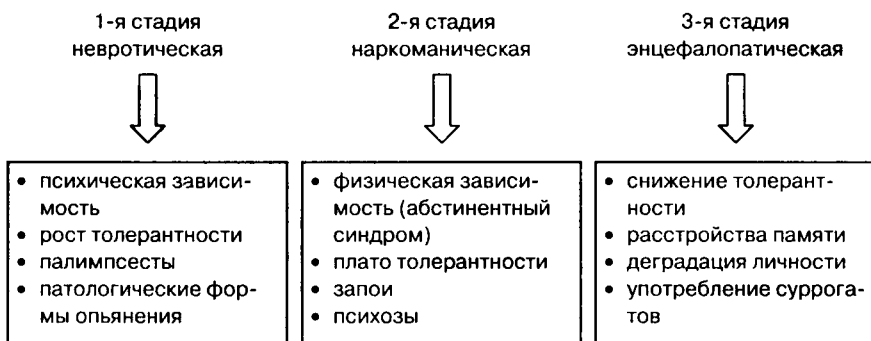 1-я стадия
невротическая
2-я стадия
наркоманическая
3-я стадия
энцефалопатическая
• психическая зависи-
мость
• рост толерантности
• палимпсесты
• патологические фор-
мы опьянения
• физическая зависи-
мость (абстинентный
синдром)
• плато толерантности
• запои
• психозы
• снижение толерант-
ности
• расстройства памяти
• деградация личности
• употребление суррога-
тов